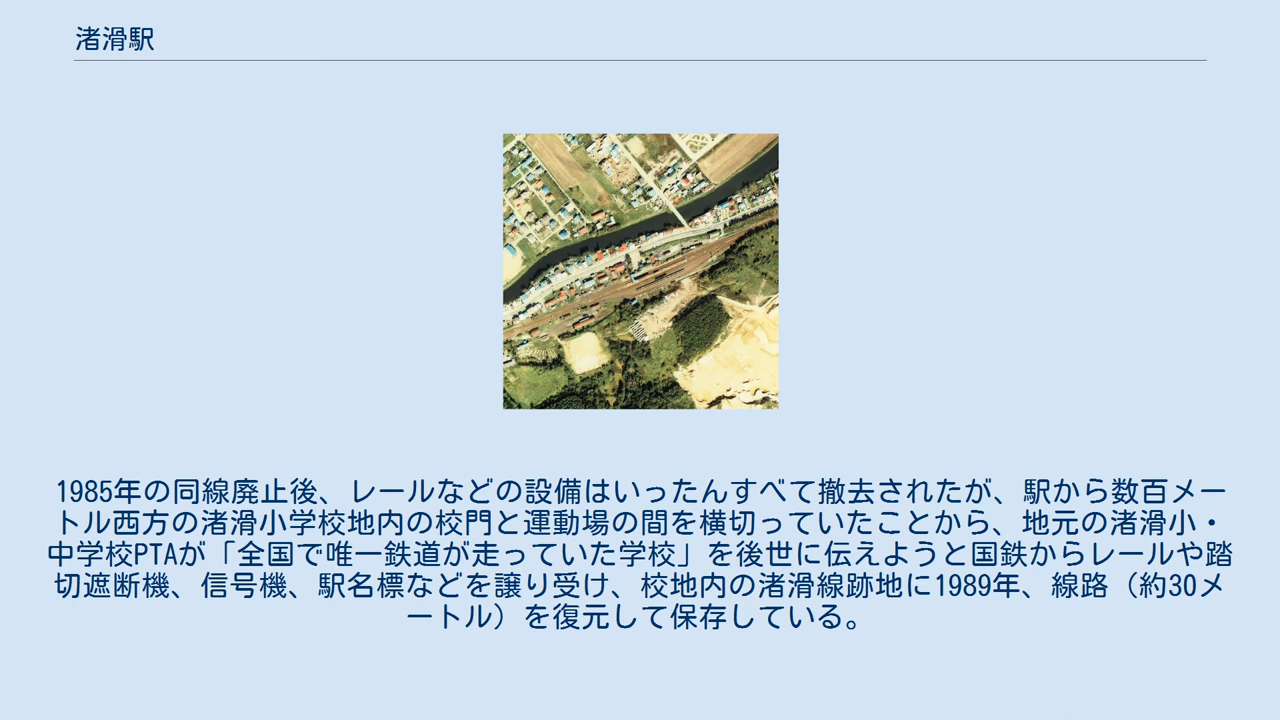 渚滑駅
1985年の同線廃止後、レールなどの設備はいったんすべて撤去されたが、駅から数百メー
トル西方の渚滑小学校地内の校門と運動場の間を横切っていたことから、地元の渚滑小・
中学校PTAが「全国で唯一鉄道が走っていた学校」を後世に伝えようと国鉄からレールや踏
切遮断機、信号機、駅名標などを譲り受け、校地内の渚滑線跡地に1989年、線路（約30メ
ートル）を復元して保存している。